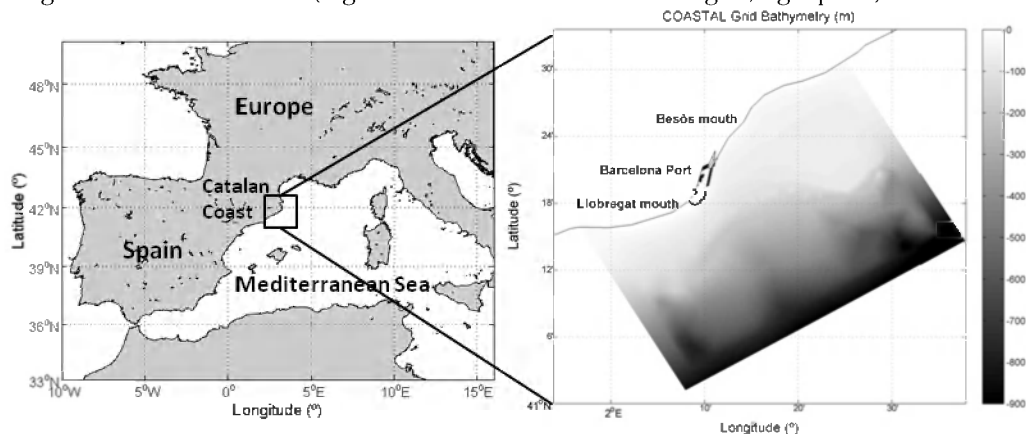 COASTAL Grid Bathymetry (m)
48°N
45°N
42°N
39°N
36°N
33°N
10°W
5°W
0°
5°E
10°E
15°E
Latitude (º)
Longitude (º)
Europe
Catalan
Coast
Spain
Mediterranean Sea
30'
24'
18'
12'
6'
41°N
2°E
10'
20'
30'
Latitude (º)
Longitude (º)
Besòs mouth
Barcelona Port
Llobregat mouth
0
-100
-200
-300
-400
-500
-600
-700
-800
-900